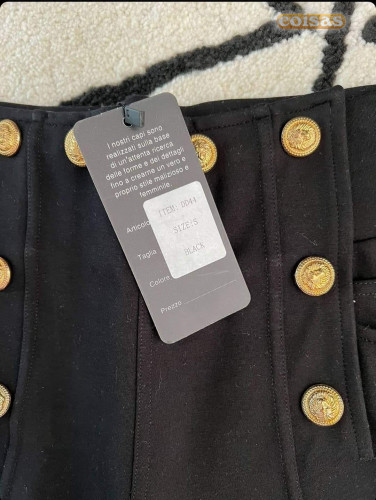 coisas
I nostri capi sono
realizzati sulla base
di un'attenta ricerca
delle forme e dei dettagli
fino a crearne un vero e
proprio stile malizioso e
femminile.
Articolo ITEM: DD44
Taglia SIZE:S
Colore BLACK
Prezzo